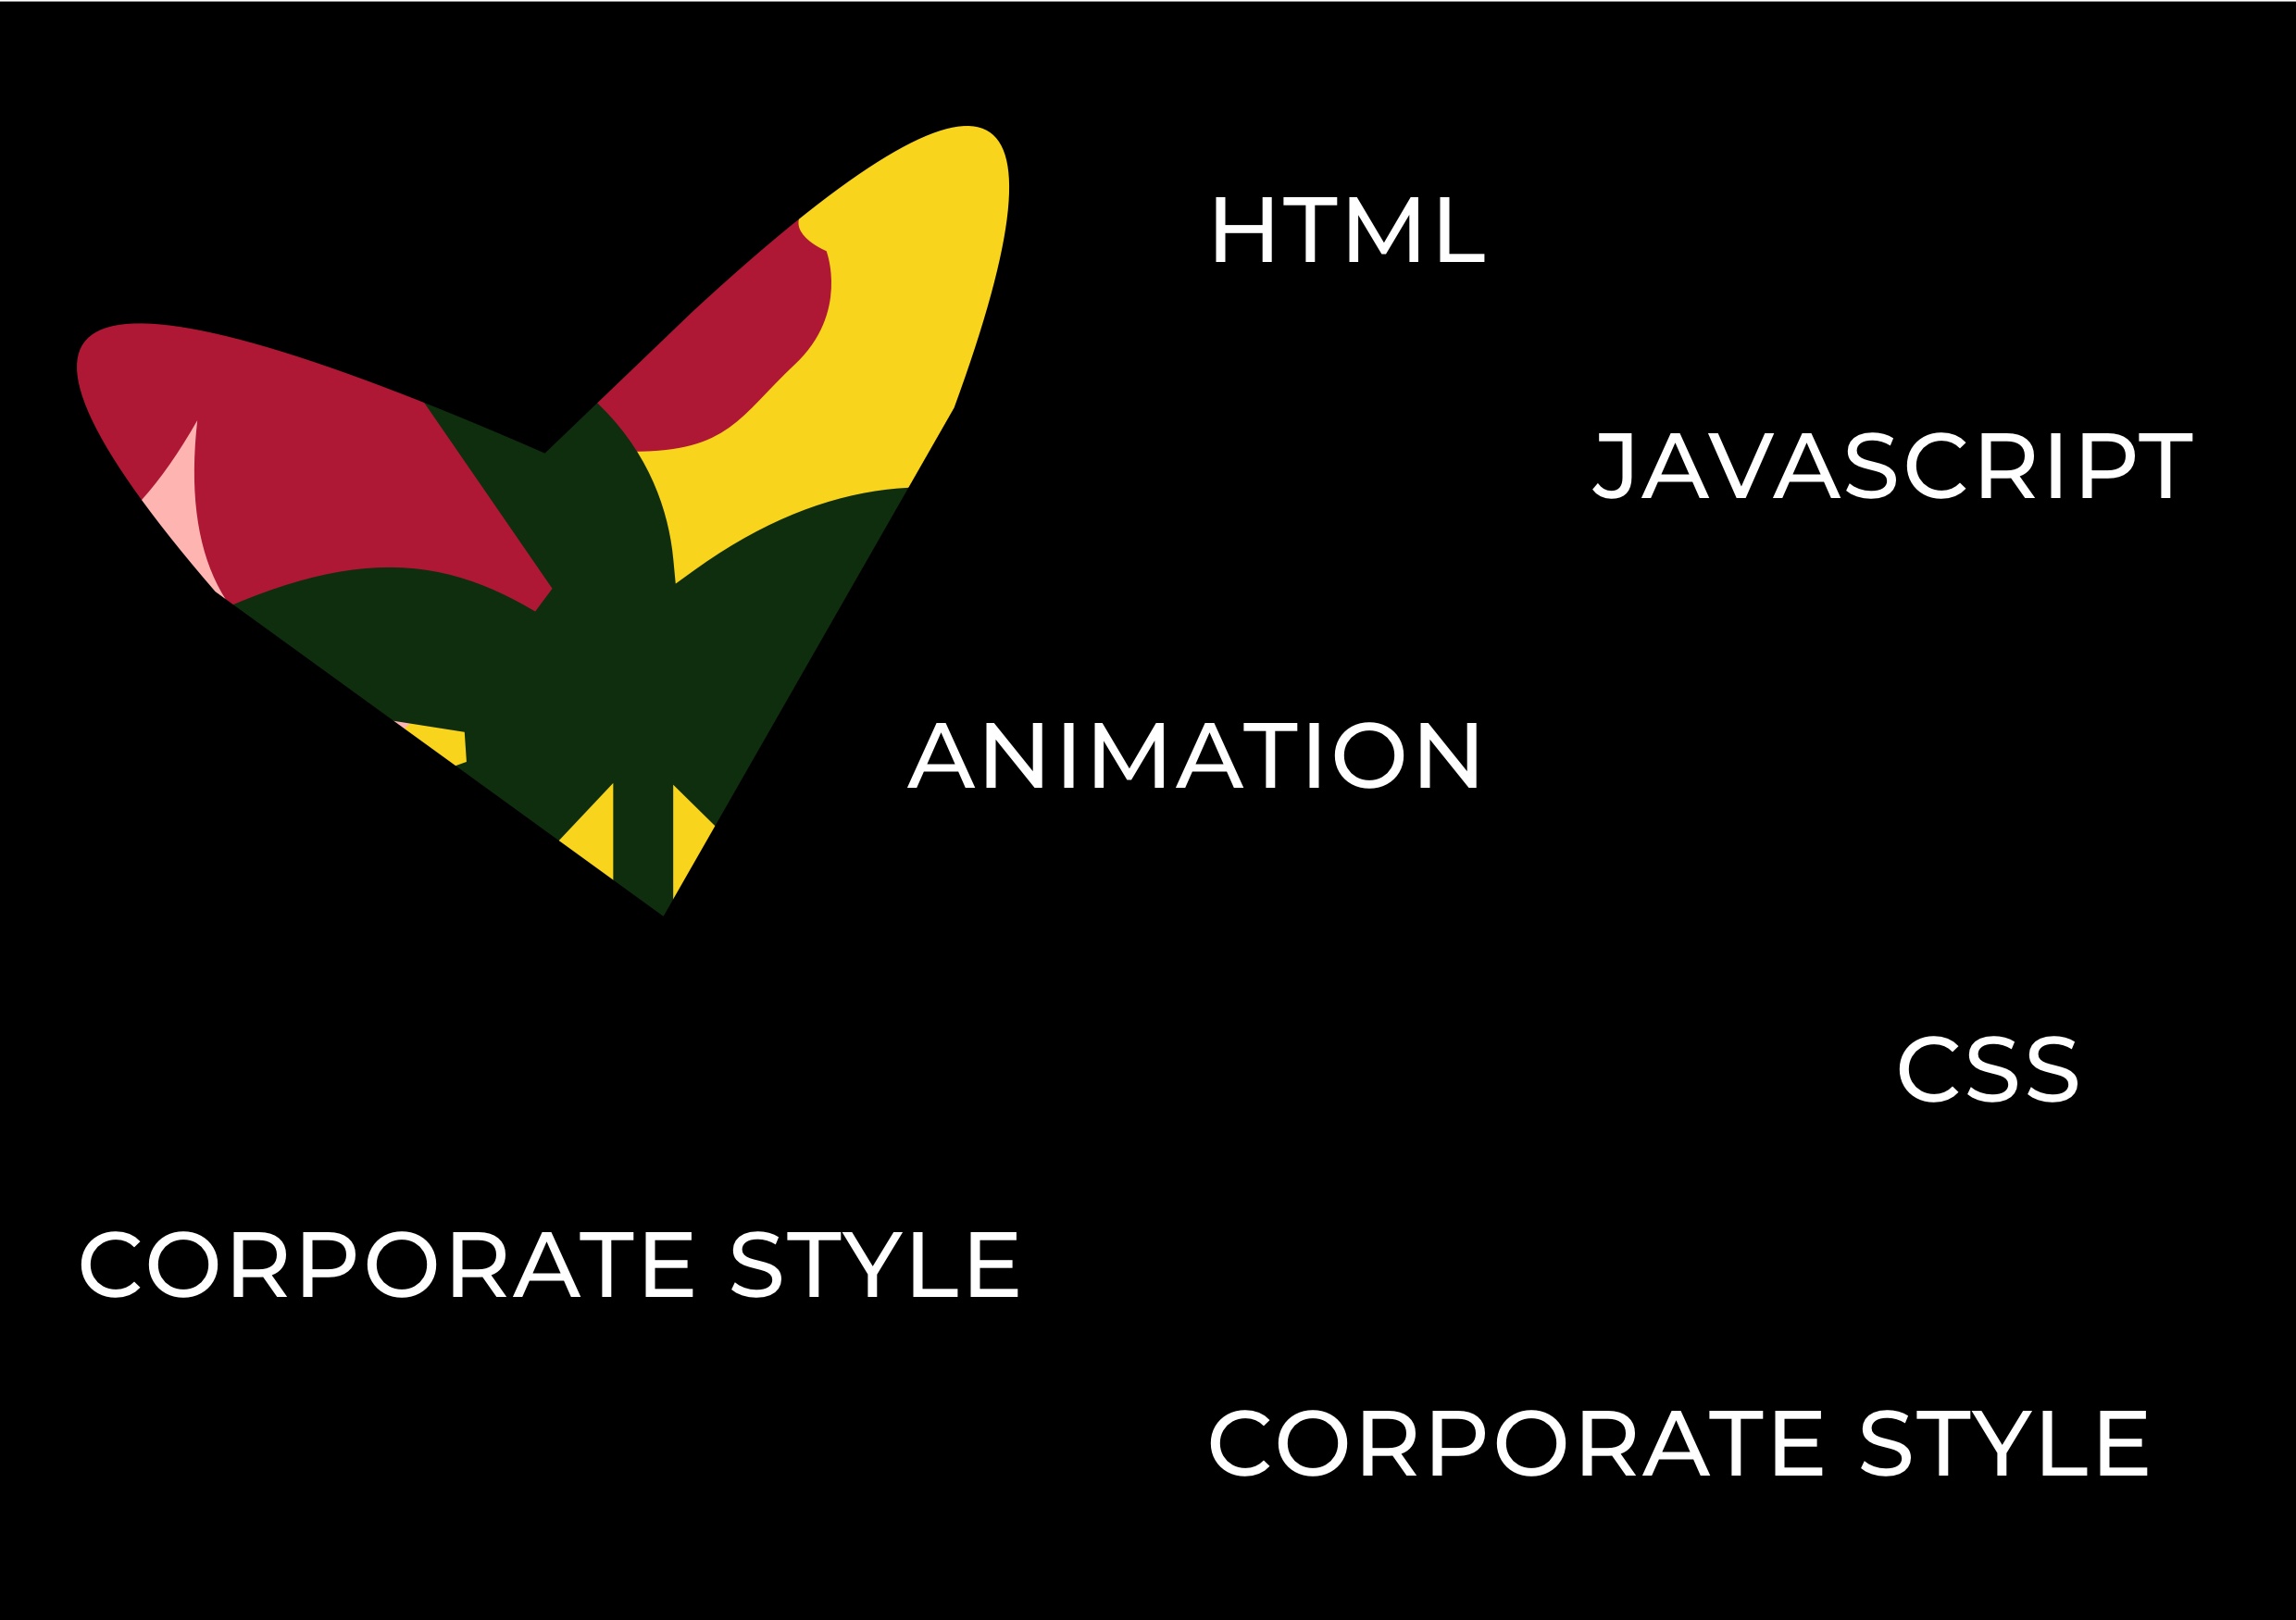 HTML
JAVASCRIPT
ANIMATION
CSS
CORPORATE STYLE
CORPORATE STYLE